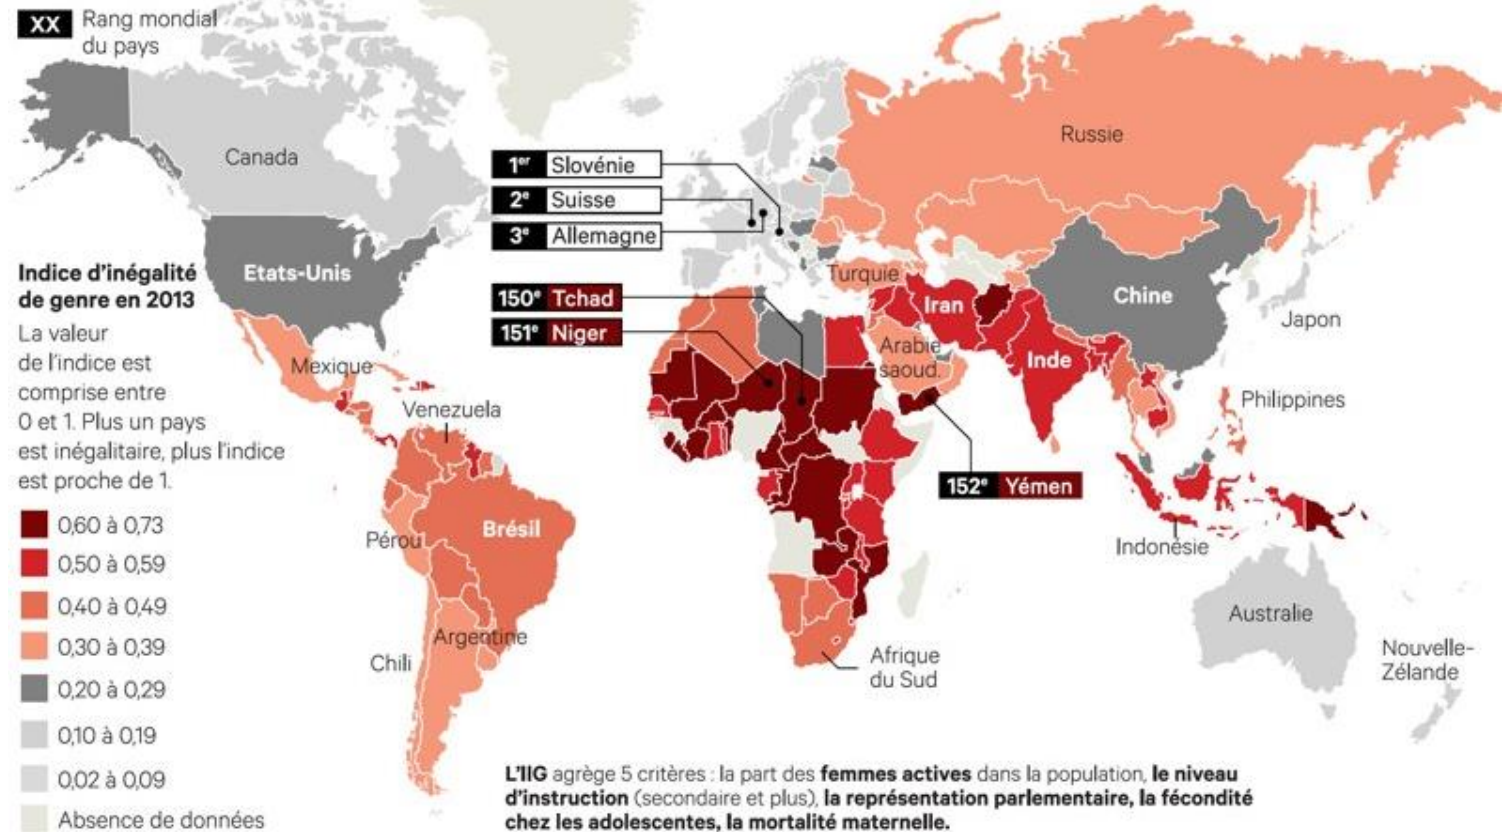 XX Rang mondial
du pays
Canada
Russie
1er Slovénie
2e Suisse
3e Allemagne
Indice d'inégalité
de genre en 2013
La valeur
de l'indice est
comprise entre
0 et 1. Plus un pays
est inégalitaire, plus l'indice
est proche de 1.
0,60 à 0,73
0,50 à 0,59
0,40 à 0,49
0,30 à 0,39
0,20 à 0,29
0,10 à 0,19
0,02 à 0,09
Absence de données
Etats-Unis
Mexique
Venezuela
Brésil
Pérou
Argentine
Chili
150e Tchad
151e Niger
Turquie
Iran
Arabie
saoud.
Inde
Chine
Japon
Philippines
152e Yémen
Indonésie
Australie
Nouvelle-
Zélande
Afrique
du Sud
L'IIG agrège 5 critères : la part des femmes actives dans la population, le niveau
d'instruction (secondaire et plus), la représentation parlementaire, la fécondité
chez les adolescentes, la mortalité maternelle.